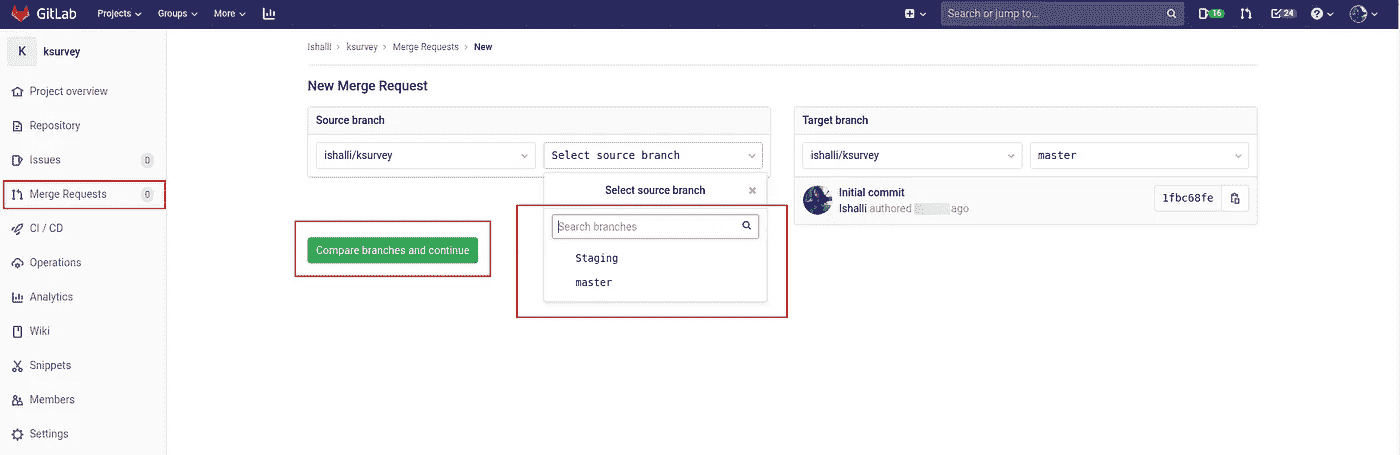 GitLab Projects Groups More Search or jump to... 16 24
K ksurvey
Project overview
Repository
Issues 0
Merge Requests 0
CI / CD
Operations
Analytics
Wiki
Snippets
Members
Settings
Ishalli > ksurvey > Merge Requests > New
New Merge Request
Source branch
ishalli/ksurvey Select source branch
Select source branch
Search branches
Staging
master
Compare branches and continue
Target branch
ishalli/ksurvey master
Initial commit
Ishalli authored ago
1fbc68fe